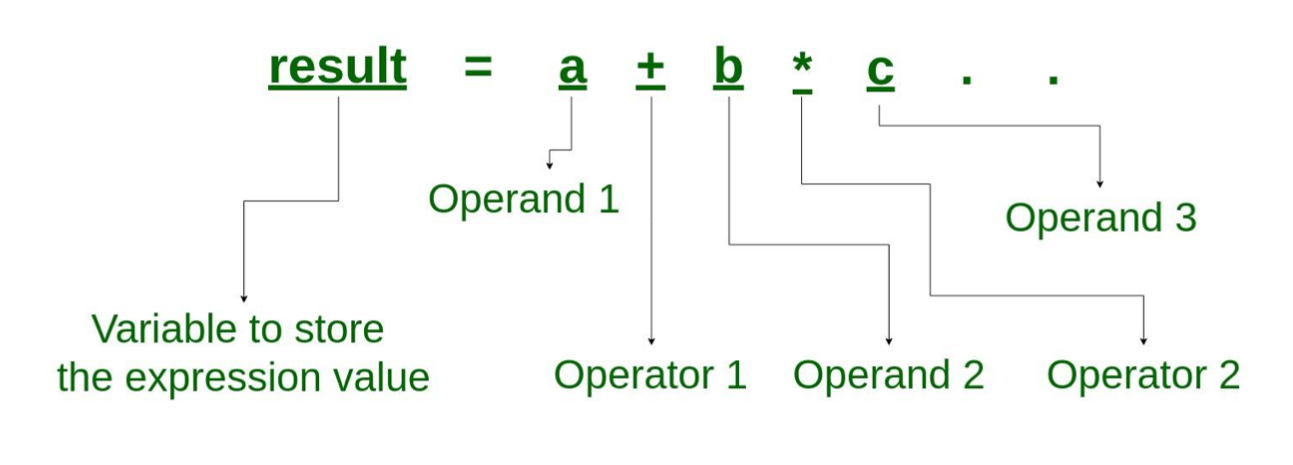 result = a + b * c . .
Operand 1
Operand 3
Variable to store
the expression value
Operator 1 Operand 2 Operator 2